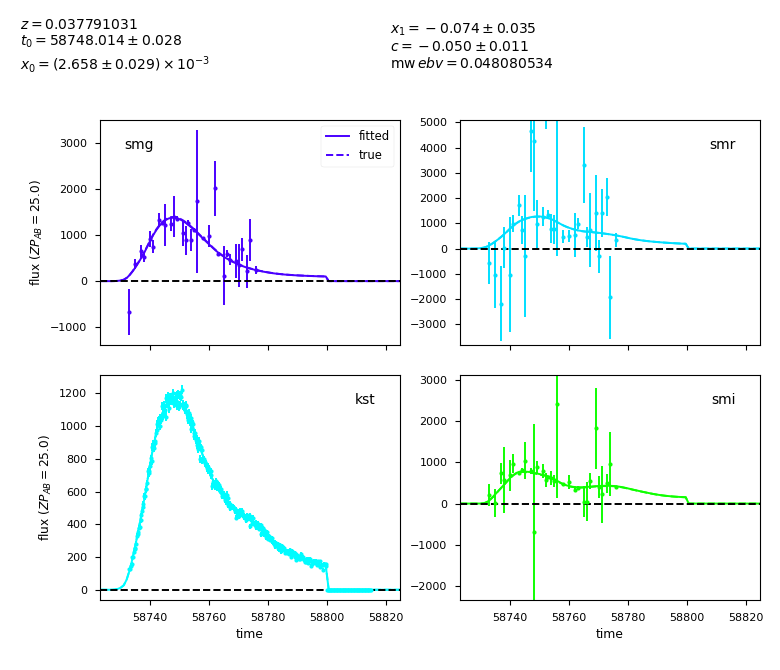 z = 0.037791031
t₀ = 58748.014 ± 0.028
x₀ = (2.658 ± 0.029) × 10⁻³
x₁ = −0.074 ± 0.035
c = −0.050 ± 0.011
mw ebv = 0.048080534
smg
fitted
true
3000
2000
1000
0
−1000
flux (ZP_AB = 25.0)
smr
5000
4000
3000
2000
1000
0
−1000
−2000
−3000
kst
1200
1000
800
600
400
200
0
flux (ZP_AB = 25.0)
58740 58760 58780 58800 58820
time
smi
3000
2000
1000
0
−1000
−2000
58740 58760 58780 58800 58820
time